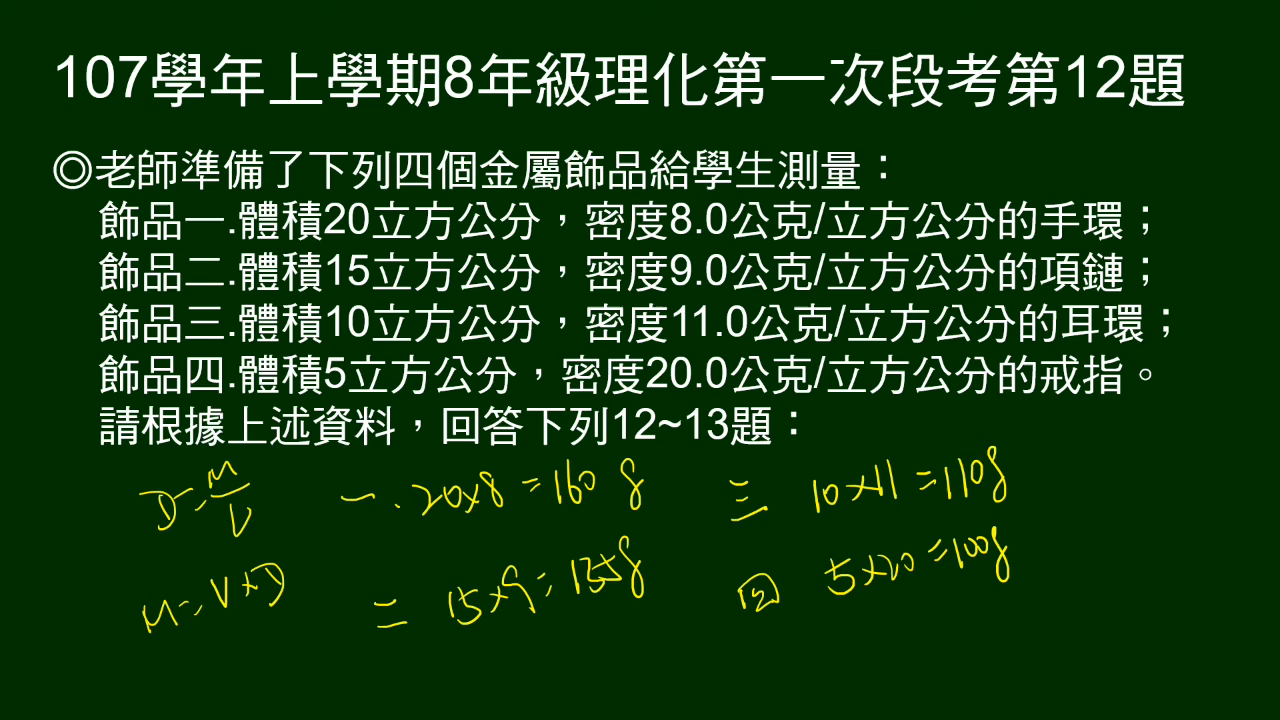 107學年上學期8年級理化第一次段考第12題
◎老師準備了下列四個金屬飾品給學生測量：
飾品一.體積20立方公分，密度8.0公克/立方公分的手環；
飾品二.體積15立方公分，密度9.0公克/立方公分的項鏈；
飾品三.體積10立方公分，密度11.0公克/立方公分的耳環；
飾品四.體積5立方公分，密度20.0公克/立方公分的戒指。
請根據上述資料，回答下列12~13題：
D=M/V 一.20×8=160g 三 10×11=110g
M=V×D 二 15×9=135g 四 5×20=100g